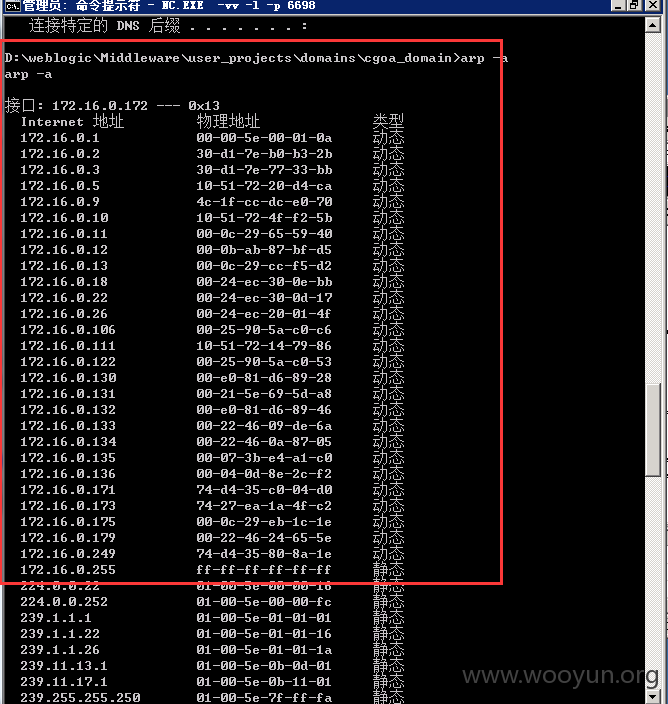 管理员: 命令提示符 - NC.EXE -vv -l -p 6698
连接特定的 DNS 后缀 . . . . . . . :
D:\weblogic\Middleware\user_projects\domains\cgoa_domain>arp -a
arp -a
接口: 172.16.0.172 --- 0x13
Internet 地址 物理地址 类型
172.16.0.1 00-00-5e-00-01-0a 动态
172.16.0.2 30-d1-7e-b0-b3-2b 动态
172.16.0.3 30-d1-7e-77-33-bb 动态
172.16.0.5 10-51-72-20-d4-ca 动态
172.16.0.9 4c-1f-cc-dc-e0-70 动态
172.16.0.10 10-51-72-4f-f2-5b 动态
172.16.0.11 00-0c-29-65-59-40 动态
172.16.0.12 00-0b-ab-87-bf-d5 动态
172.16.0.13 00-0c-29-cc-f5-d2 动态
172.16.0.18 00-24-ec-30-0e-bb 动态
172.16.0.22 00-24-ec-30-0d-17 动态
172.16.0.26 00-24-ec-20-01-4f 动态
172.16.0.106 00-25-90-5a-c0-c6 动态
172.16.0.111 10-51-72-14-79-86 动态
172.16.0.122 00-25-90-5a-c0-53 动态
172.16.0.130 00-e0-81-d6-89-28 动态
172.16.0.131 00-21-5e-69-5d-a8 动态
172.16.0.132 00-e0-81-d6-89-46 动态
172.16.0.133 00-22-46-09-de-6a 动态
172.16.0.134 00-22-46-0a-87-05 动态
172.16.0.135 00-07-3b-e4-a1-c0 动态
172.16.0.136 00-04-0d-8e-2c-f2 动态
172.16.0.171 74-d4-35-c0-04-d0 动态
172.16.0.173 74-27-ea-1a-4f-c2 动态
172.16.0.175 00-0c-29-eb-1c-1e 动态
172.16.0.179 00-22-46-24-65-5e 动态
172.16.0.249 74-d4-35-80-8a-1e 动态
172.16.0.255 ff-ff-ff-ff-ff-ff 静态
224.0.0.22 01-00-5e-00-00-16 静态
224.0.0.252 01-00-5e-00-00-fc 静态
239.1.1.1 01-00-5e-01-01-01 静态
239.1.1.22 01-00-5e-01-01-16 静态
239.1.1.26 01-00-5e-01-01-1a 静态
239.11.13.1 01-00-5e-0b-0d-01 静态
239.11.17.1 01-00-5e-0b-11-01 静态
239.255.255.250 01-00-5e-7f-ff-fa 静态
www.wooyun.org